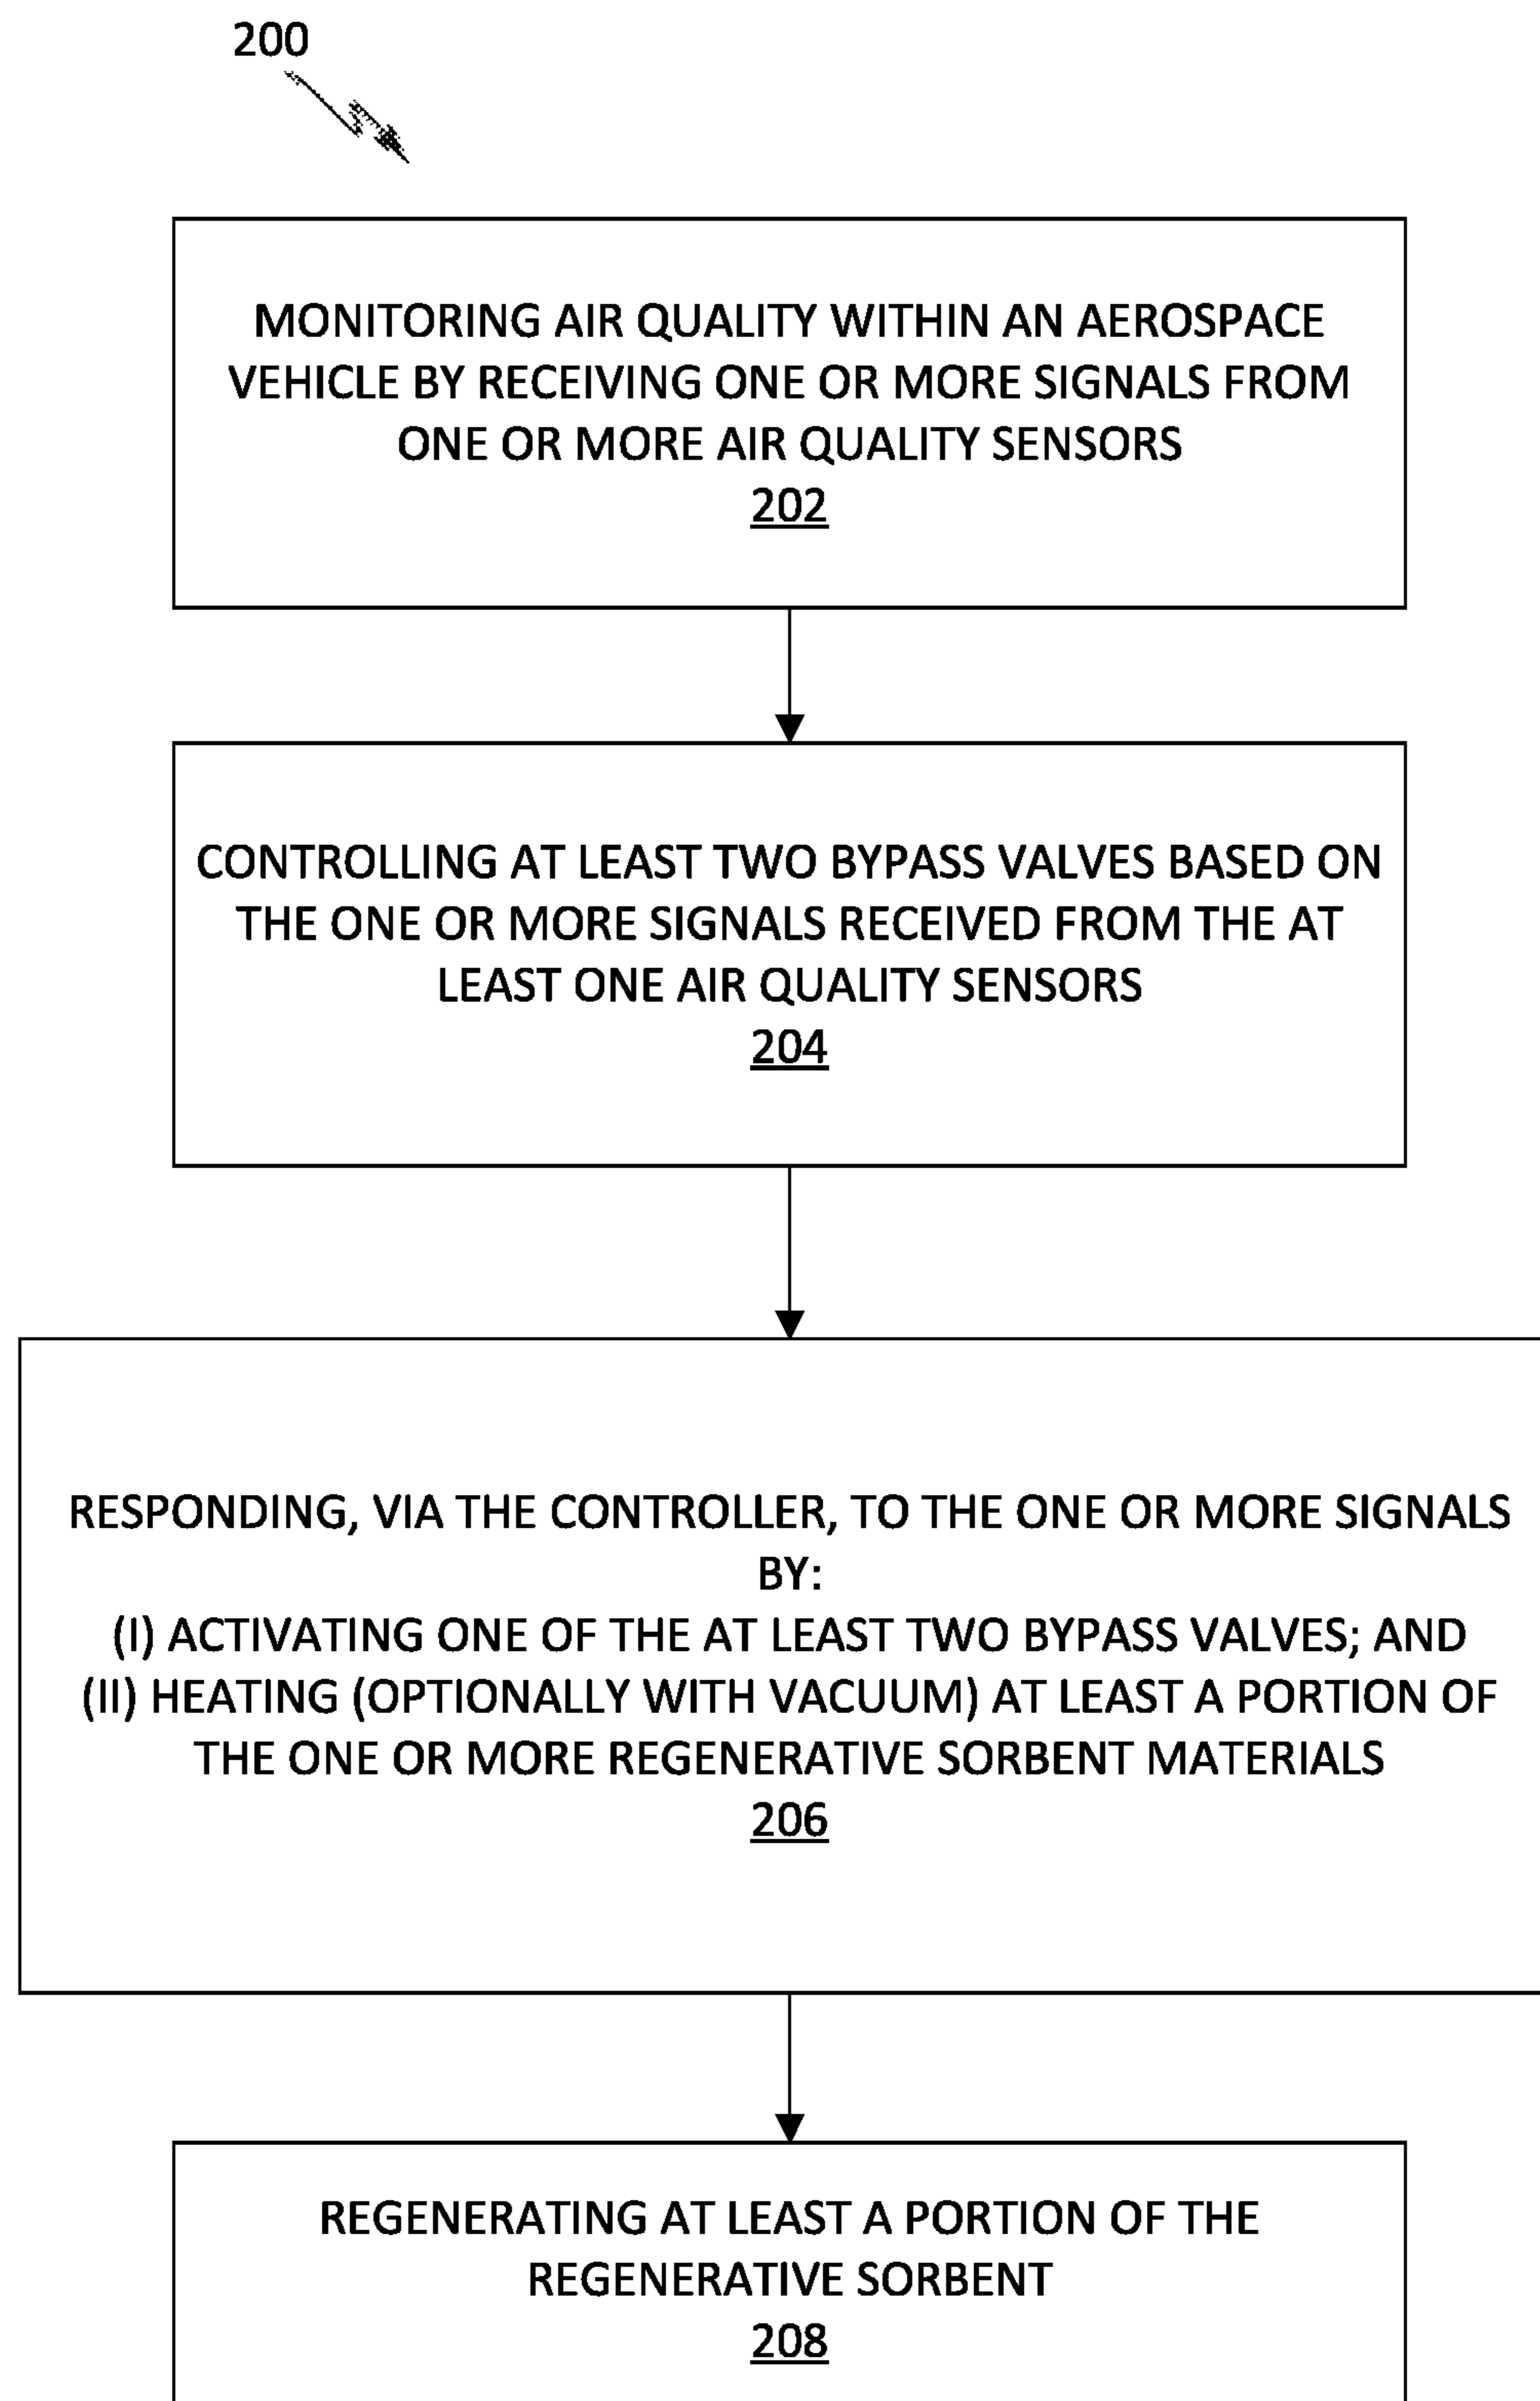 200
MONITORING AIR QUALITY WITHIN AN AEROSPACE
VEHICLE BY RECEIVING ONE OR MORE SIGNALS FROM
ONE OR MORE AIR QUALITY SENSORS
202
CONTROLLING AT LEAST TWO BYPASS VALVES BASED ON
THE ONE OR MORE SIGNALS RECEIVED FROM THE AT
LEAST ONE AIR QUALITY SENSORS
204
RESPONDING, VIA THE CONTROLLER, TO THE ONE OR MORE SIGNALS
BY:
(I) ACTIVATING ONE OF THE AT LEAST TWO BYPASS VALVES; AND
(II) HEATING (OPTIONALLY WITH VACUUM) AT LEAST A PORTION OF
THE ONE OR MORE REGENERATIVE SORBENT MATERIALS
206
REGENERATING AT LEAST A PORTION OF THE
REGENERATIVE SORBENT
208